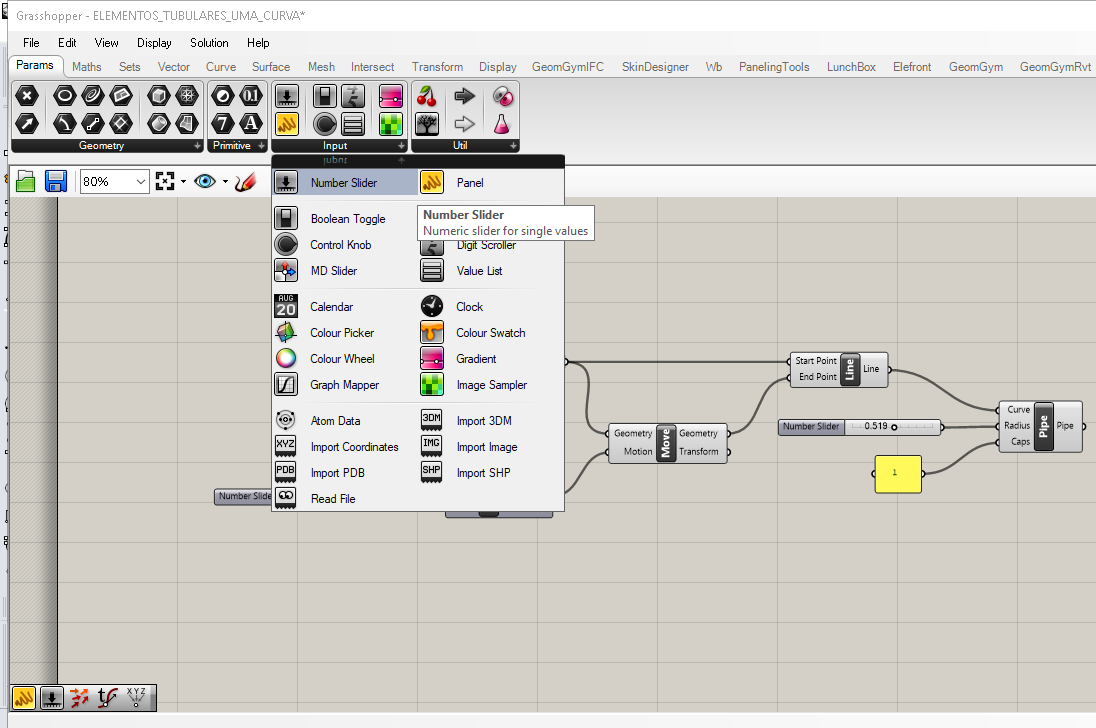 Grasshopper - ELEMENTOS_TUBULARES_UMA_CURVA*
File Edit View Display Solution Help
Params Maths Sets Vector Curve Surface Mesh Intersect Transform Display GeomGymIFC SkinDesigner Wb PanelingTools LunchBox Elefront GeomGym GeomGymRvt
0.1
7 A
Geometry Primitive Input Util
80%
Number Slider Panel
Number Slider
Numeric slider for single values
Boolean Toggle
Control Knob Digit Scroller
MD Slider Value List
AUG 20 Calendar Clock
Colour Picker Colour Swatch
Colour Wheel Gradient
Graph Mapper Image Sampler
Atom Data 3DM Import 3DM
XYZ Import Coordinates IMG Import Image
PDB Import PDB SHP Import SHP
Read File
Start Point
End Point
Line
Line
Geometry
Motion
Move
Geometry
Transform
Number Slider 0.519
1
Curve
Radius
Caps
Pipe
Pipe
Number Slide
XYZ